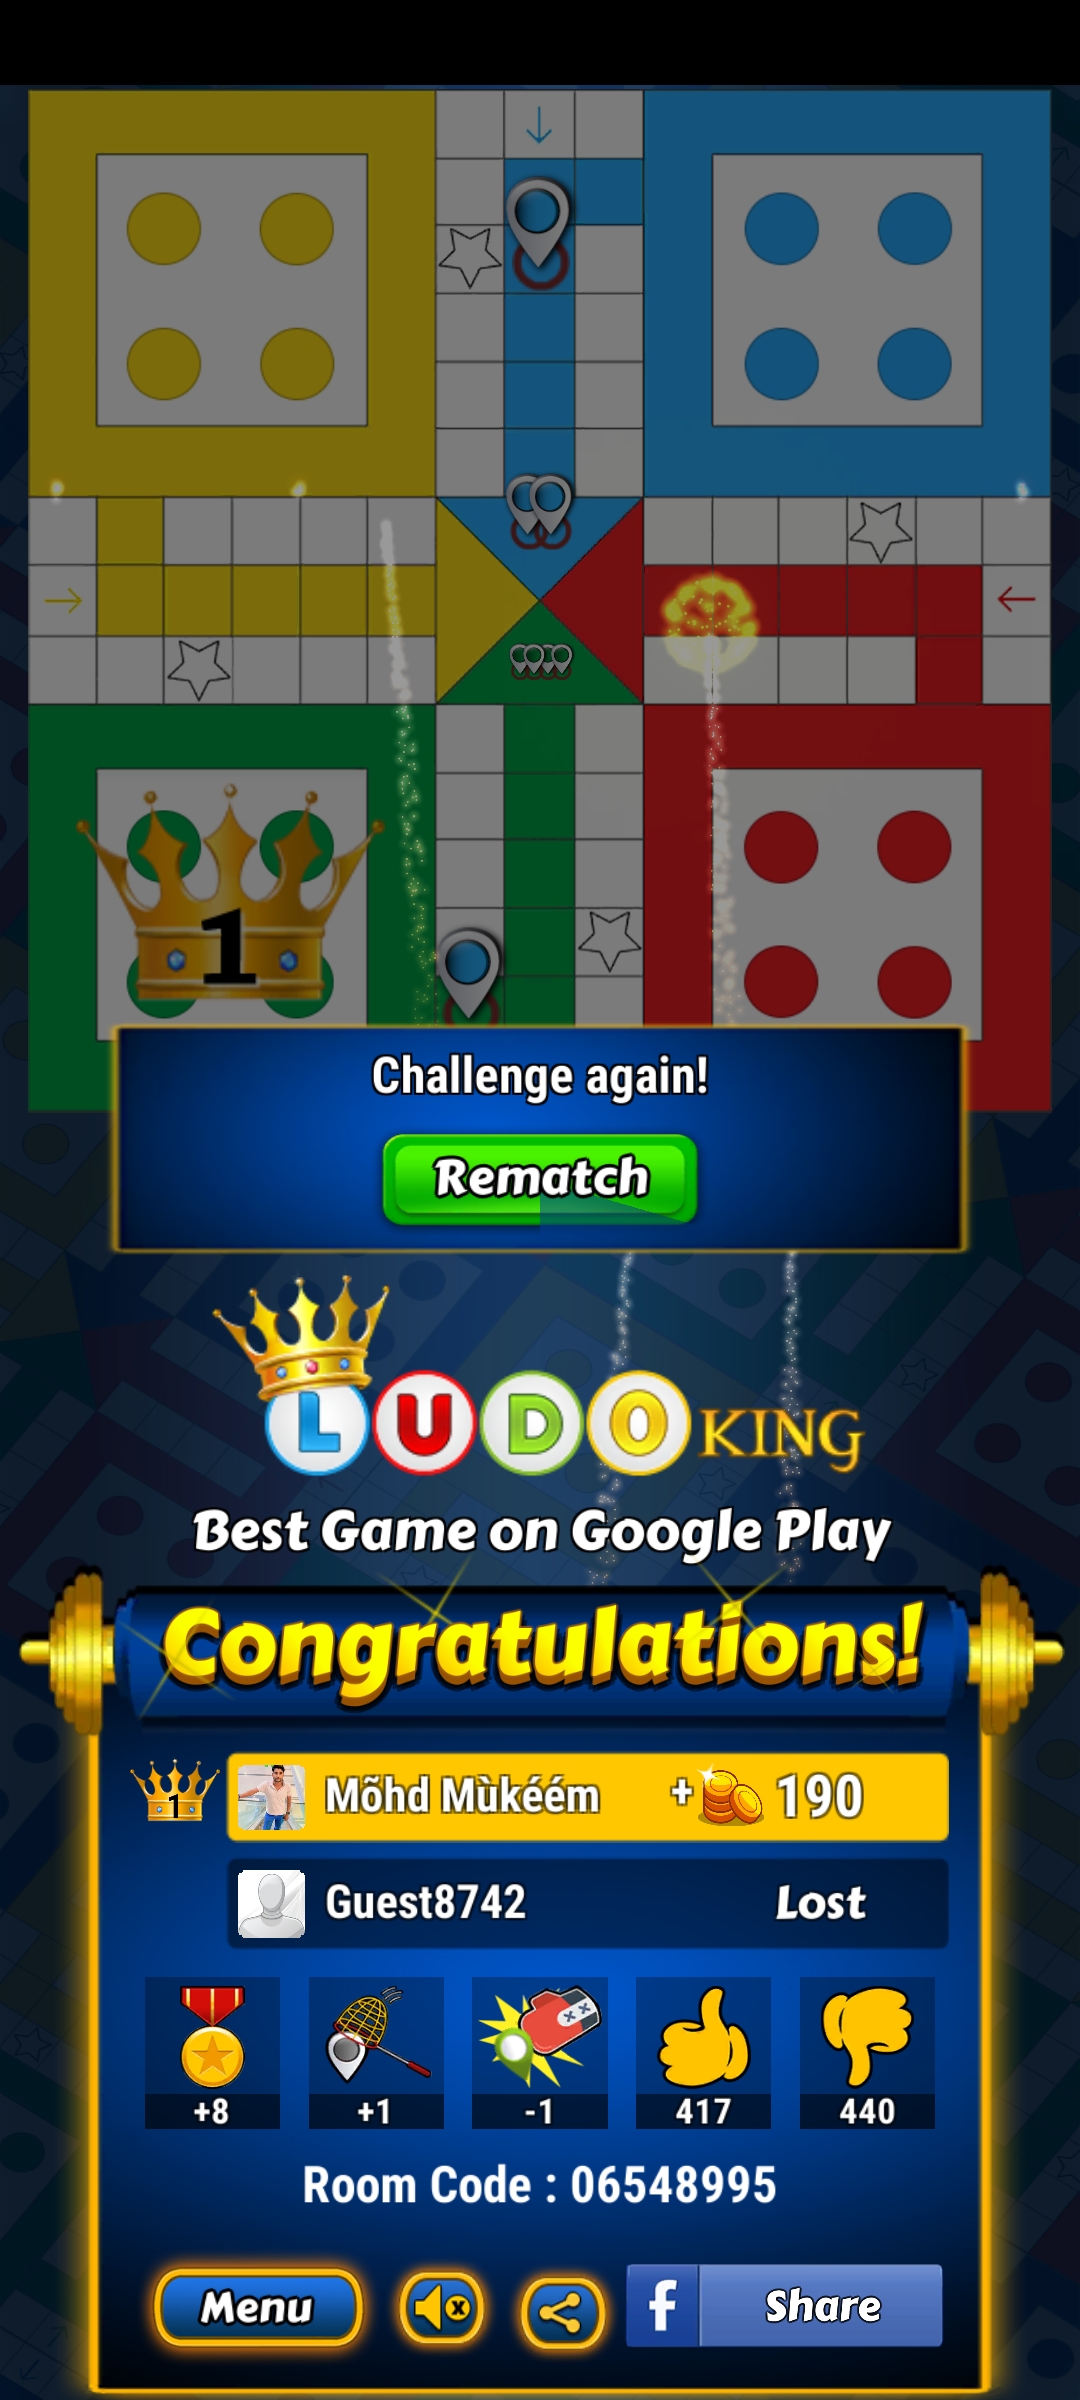 1
Challenge again!
Rematch
LUDO KING
Best Game on Google Play
Congratulations!
1 Mõhd Mùkéém + 190
Guest8742 Lost
+8 +1 -1 417 440
Room Code : 06548995
Menu f Share